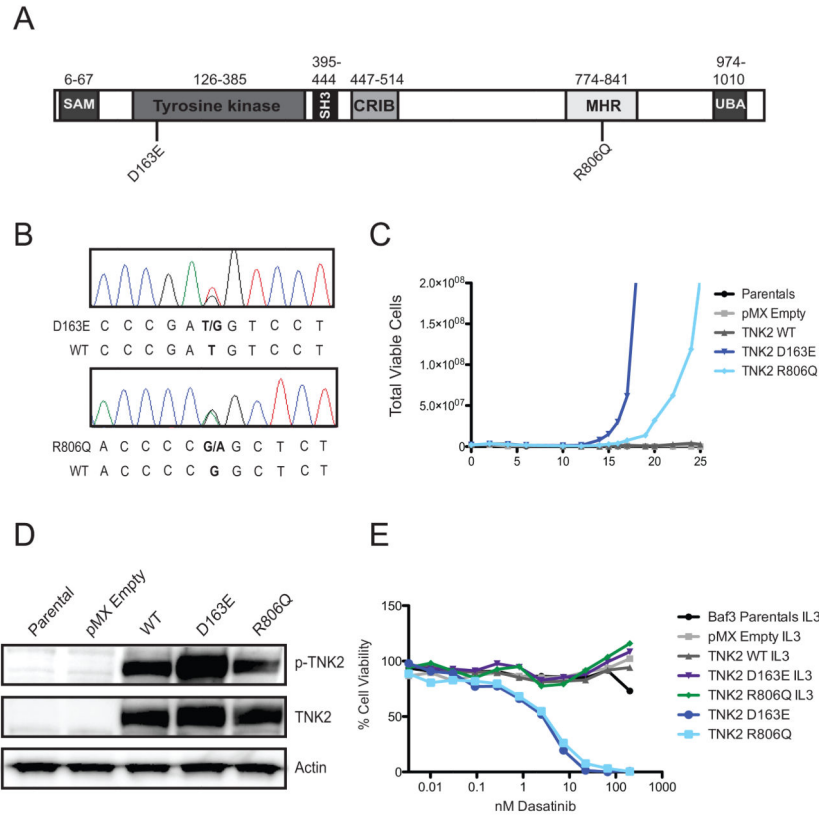 A
395-
974-
6-67 126-385 444 447-514 774-841 1010
SAM Tyrosine kinase SH3 CRIB MHR UBA
D163E R806Q
B
D163E C C C G A T/G G T C C T
WT C C C G A T G T C C T
R806Q A C C C C G/A G C T C T
WT A C C C C G G C T C T
C
Total Viable Cells
2.0×10⁰⁸
1.5×10⁰⁸
1.0×10⁰⁸
5.0×10⁰⁷
0
0 5 10 15 20 25
Parentals
pMX Empty
TNK2 WT
TNK2 D163E
TNK2 R806Q
D
Parental pMX Empty WT D163E R806Q
p-TNK2
TNK2
Actin
E
% Cell Viability
150
100
50
0
0.01 0.1 1 10 100 1000
nM Dasatinib
Baf3 Parentals IL3
pMX Empty IL3
TNK2 WT IL3
TNK2 D163E IL3
TNK2 R806Q IL3
TNK2 D163E
TNK2 R806Q